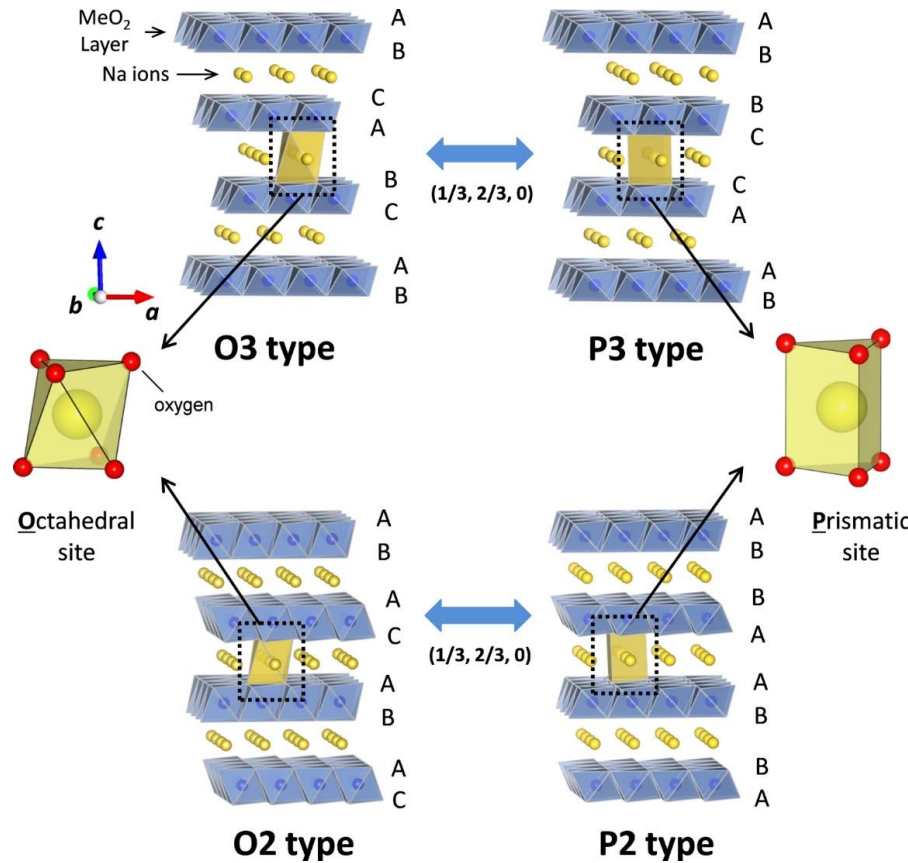 MeO2
Layer
Na ions
A
B
C
A
B
C
A
B
A
B
B
C
C
A
A
B
(1/3, 2/3, 0)
c
b
a
O3 type
P3 type
oxygen
Octahedral
site
Prismatic
site
A
B
A
C
A
B
A
C
A
B
B
A
A
B
B
A
(1/3, 2/3, 0)
O2 type
P2 type